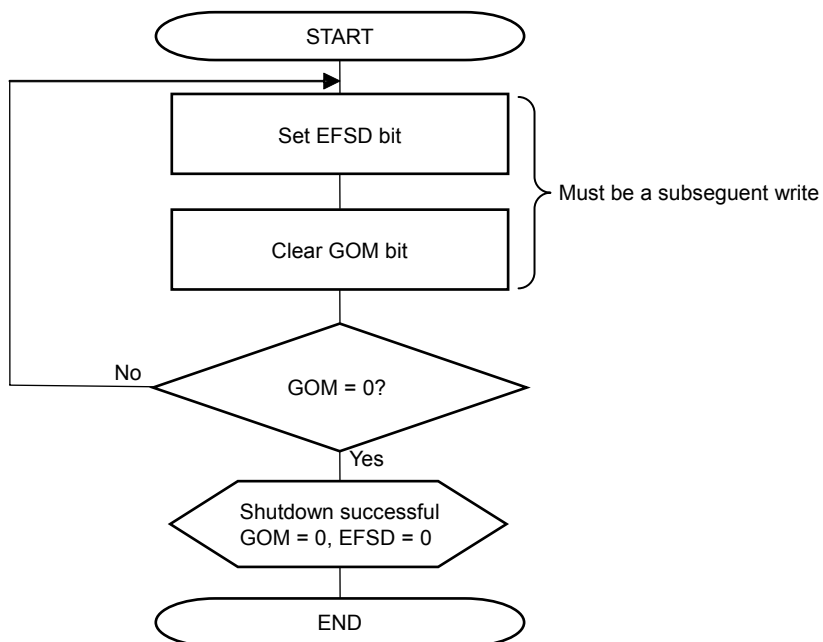 START
Set EFSD bit
Must be a subseguent write
Clear GOM bit
No
GOM = 0?
Yes
Shutdown successful
GOM = 0, EFSD = 0
END